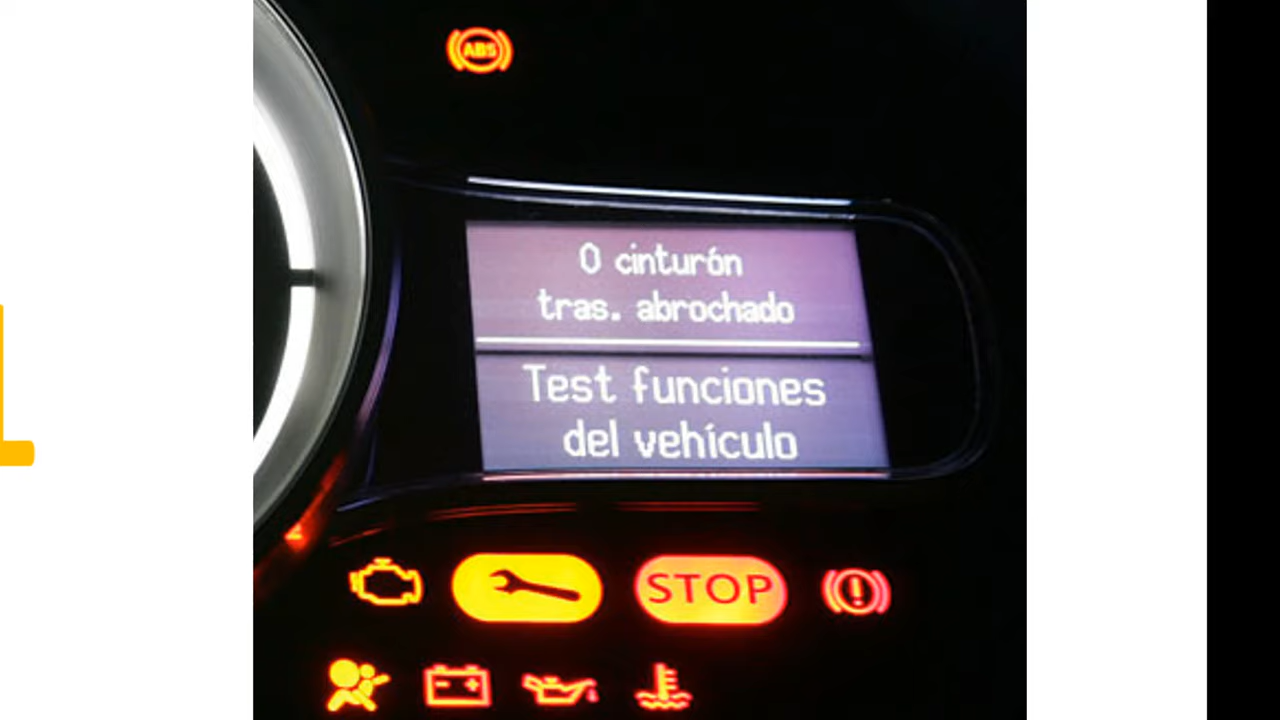 ABS
0 cinturón
tras. abrochado
Test funciones
del vehículo
STOP